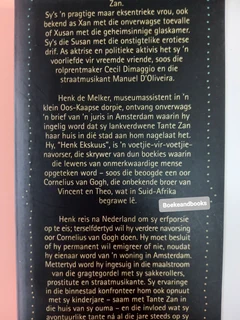 Zan.
Sy's 'n pragtige maar eksentrieke vrou, ook
bekend as Xan met die onverwagse toevalle
of Xusan met die geheimsinnige glaskamer.
Sy's die Susan met die onstigtelike erotiese
drif. As aktrise en politieke aktivis het sy 'n
voorliefde vir vreemde vriende, soos die
rolprentmaker Cecil Dimaggio en die
straatmusikant Manuel D'Oliveira.
Henk de Melker, museumassistent in 'n
klein Oos-Kaapse dorpie, ontvang onverwags
'n brief van 'n juris in Amsterdam waarin hy
ingelig word dat sy lankverdwene Tante Zan
haar huis in dié stad aan hom nagelaat het.
Hy, "Henk Ekskuus", is 'n voetjie-vir-voetjie-
navorser, die skrywer van dun boekies waarin
die lewens van onmerkwaardige mense
opgeteken word – soos die beoogde een oor
Cornelius van Gogh, die onbekende broer van
Vincent en Theo, wat in Suid-Afrika
begrawe lê.
Boekwandbooks
Henk reis na Nederland om sy erfporsie
op te eis; terselfdertyd wil hy verdere navorsing
oor Cornelius van Gogh doen. Hy moet besluit
of hy permanent wil emigreer of nie, noudat
hy eienaar word van 'n woning in Amsterdam.
Mettertyd word hy ingesuig in die maalstroom
van die gragtegordel met sy sakkerollers,
prostitute en straatmusikante. Sy ervaringe
in die binnestad konfronteer hom ook opnuut
met sy kinderjare – saam met Tante Zan in
die huis van sy ouma – en die invloed wat sy
avontuurlike tante ná al die jare steeds op sy